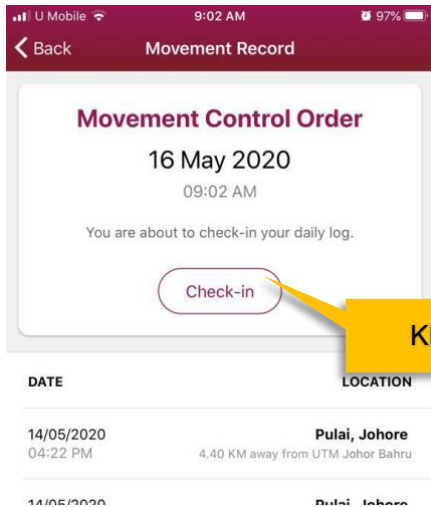 U Mobile 9:02 AM 97%
Back Movement Record
Movement Control Order
16 May 2020
09:02 AM
You are about to check-in your daily log.
Check-in
DATE LOCATION
14/05/2020 Pulai, Johore
04:22 PM 4.40 KM away from UTM Johor Bahru
14/05/2020 Pulai, Johore